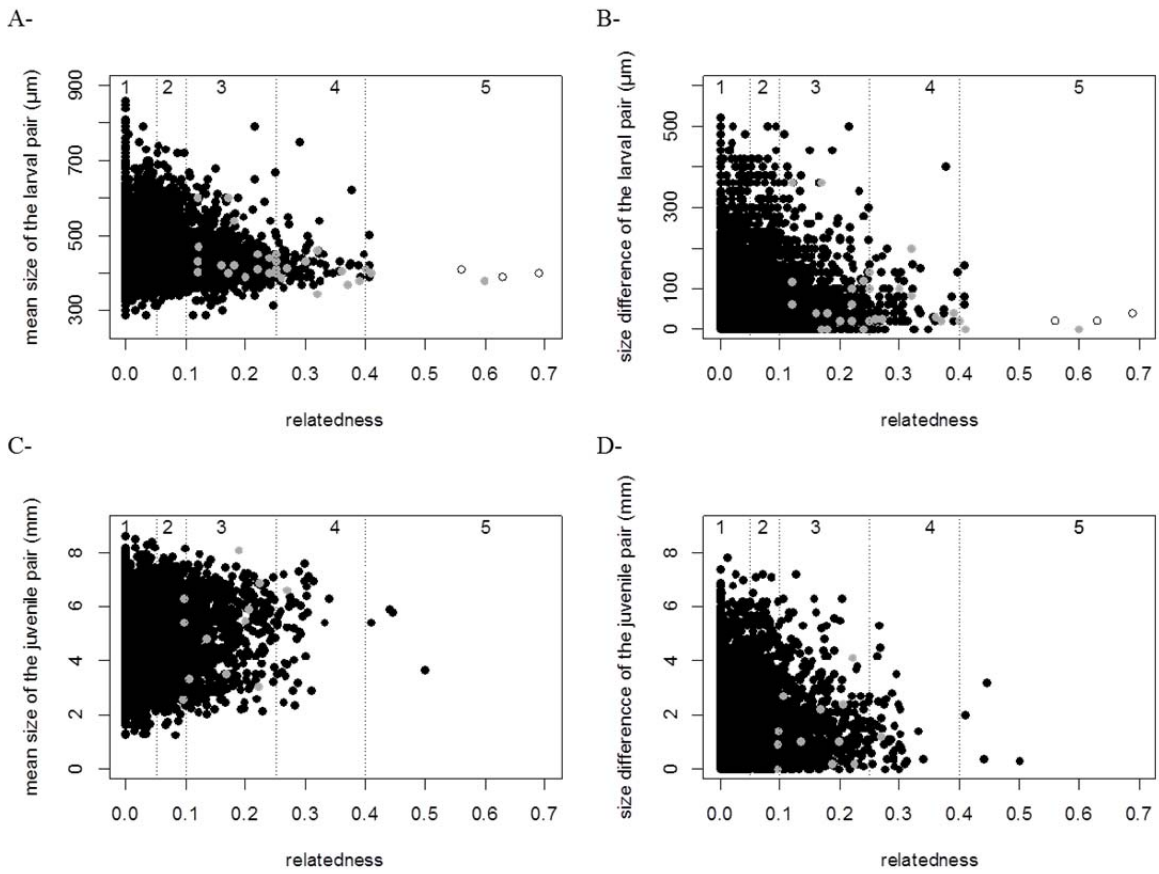 A-
mean size of the larval pair (µm)
900
700
500
300
1 2 3 4 5
0.0 0.1 0.2 0.3 0.4 0.5 0.6 0.7
relatedness
B-
size difference of the larval pair (µm)
500
300
100
0
1 2 3 4 5
0.0 0.1 0.2 0.3 0.4 0.5 0.6 0.7
relatedness
C-
mean size of the juvenile pair (mm)
8
6
4
2
0
1 2 3 4 5
0.0 0.1 0.2 0.3 0.4 0.5 0.6 0.7
relatedness
D-
size difference of the juvenile pair (mm)
8
6
4
2
0
1 2 3 4 5
0.0 0.1 0.2 0.3 0.4 0.5 0.6 0.7
relatedness